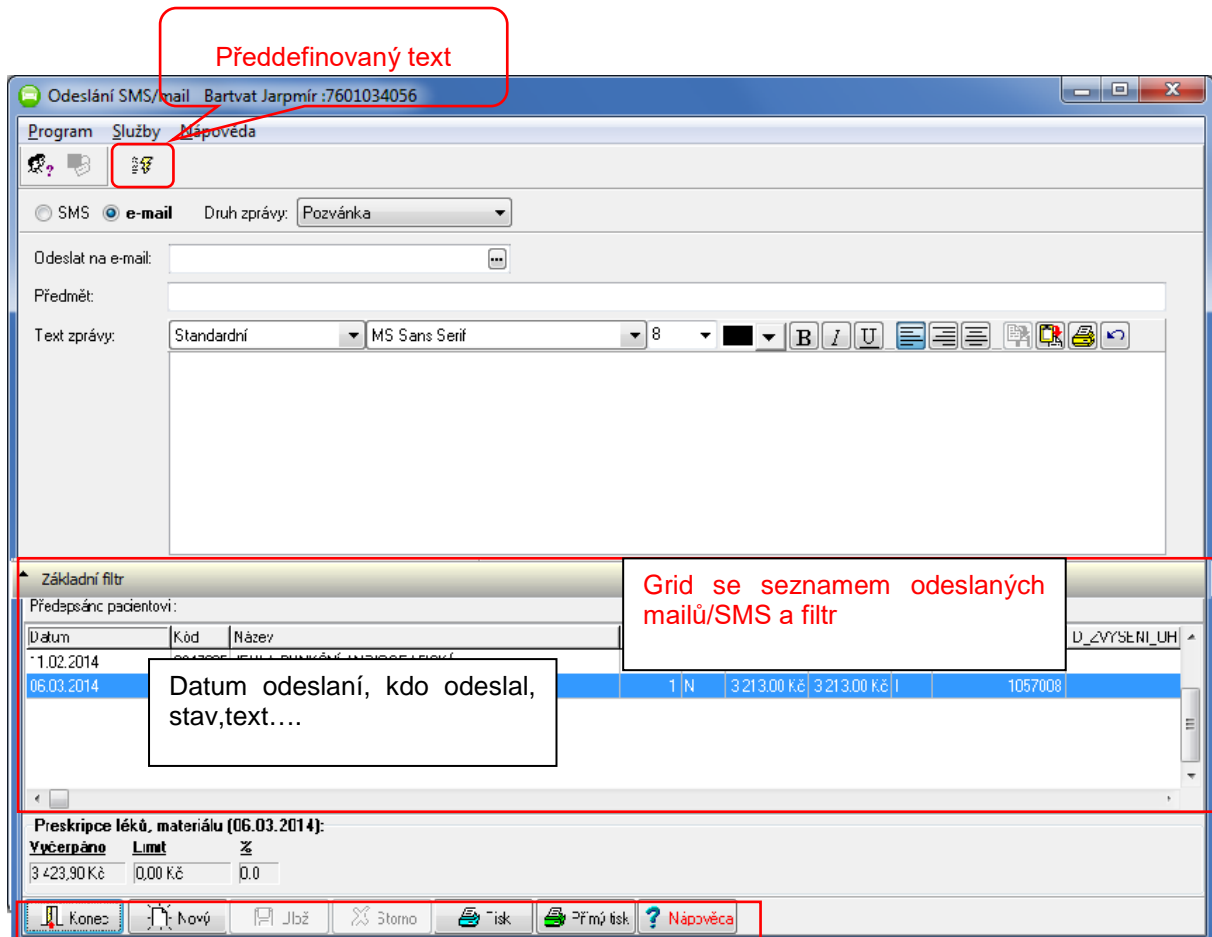 Předdefinovaný text
Odeslání SMS/mail Bartvat Jarpmír :7601034056
Program Služby Nápověda
SMS e-mail Druh zprávy: Pozvánka
Odeslat na e-mail:
Předmět:
Text zprávy: Standardní MS Sans Serif 8 B I U
Základní filtr
Grid se seznamem odeslaných
mailů/SMS a filtr
Předepsáno pacientovi:
Datum Kód Název D_ZVYSENI_UH
11.02.2014
06.03.2014 1 N 3 213.00 Kč 3 213.00 Kč I 1057008
Datum odeslaní, kdo odeslal,
stav,text….
Preskripce léků, materiálu (06.03.2014):
Vyčerpáno Limit %
3 423,90 Kč 0,00 Kč 0.0
Konec Nový Ulož Storno Tisk Přímý tisk Nápověda